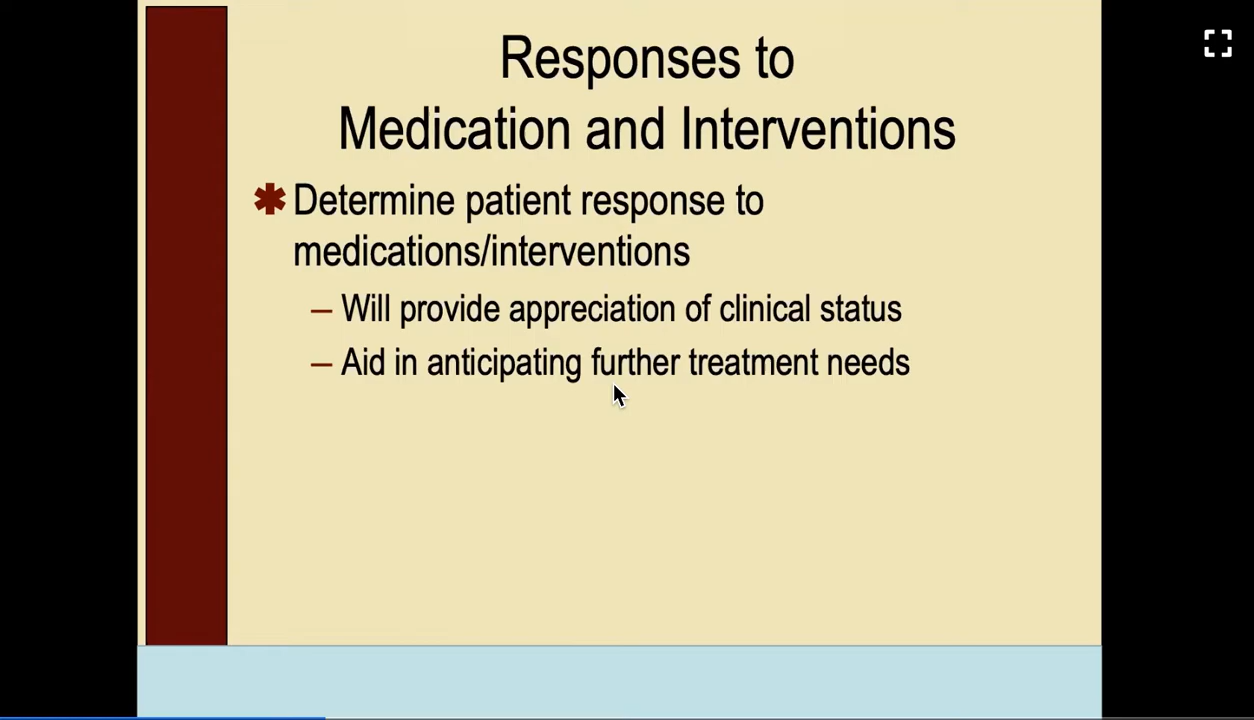 Responses to
Medication and Interventions
✱ Determine patient response to
medications/interventions
– Will provide appreciation of clinical status
– Aid in anticipating further treatment needs